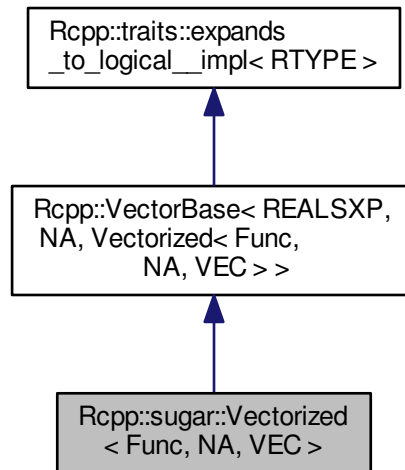 Rcpp::traits::expands
_to_logical__impl< RTYPE >
Rcpp::VectorBase< REALSXP,
NA, Vectorized< Func,
NA, VEC > >
Rcpp::sugar::Vectorized
< Func, NA, VEC >